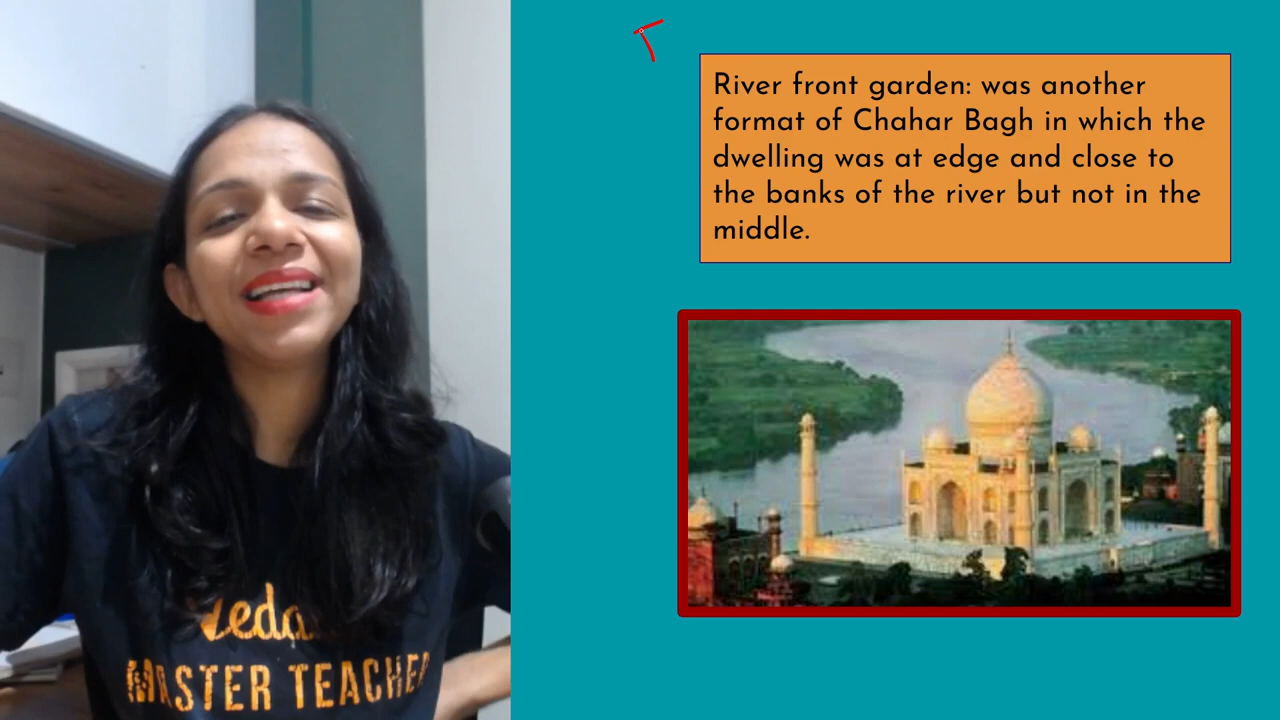 River front garden: was another
format of Chahar Bagh in which the
dwelling was at edge and close to
the banks of the river but not in the
middle.
MASTER TEACHER